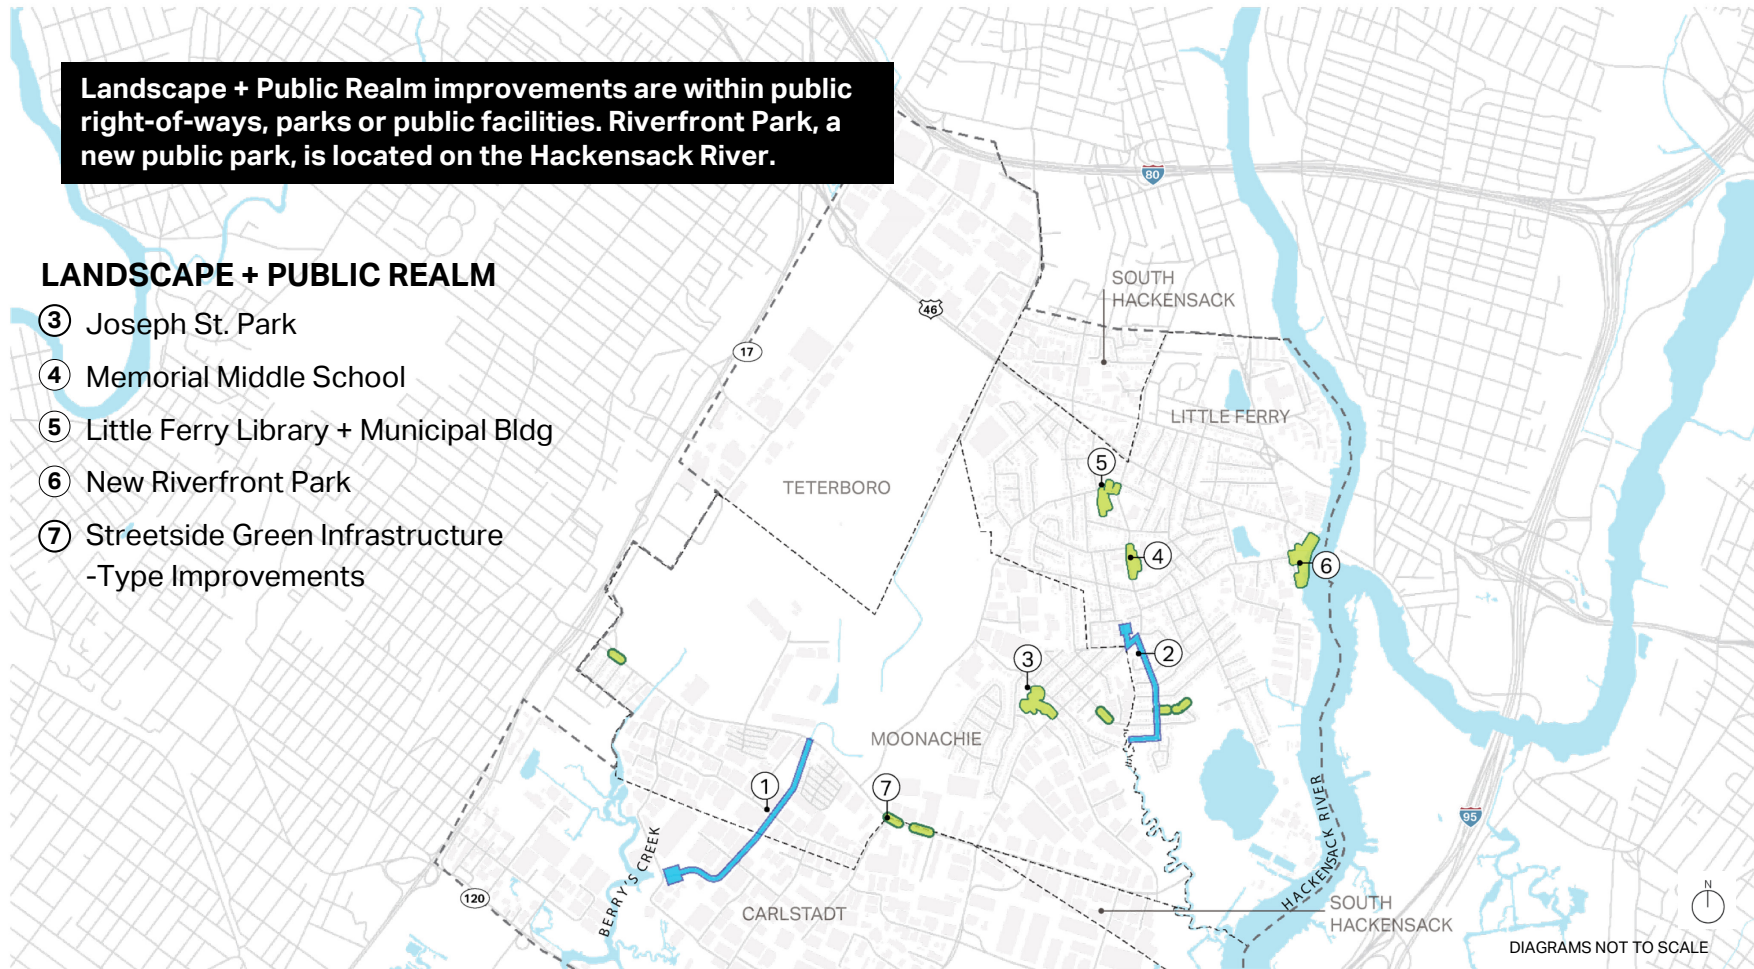 Landscape + Public Realm improvements are within public
right-of-ways, parks or public facilities. Riverfront Park, a
new public park, is located on the Hackensack River.
LANDSCAPE + PUBLIC REALM
3 Joseph St. Park
4 Memorial Middle School
5 Little Ferry Library + Municipal Bldg
6 New Riverfront Park
7 Streetside Green Infrastructure
-Type Improvements
80
SOUTH
HACKENSACK
46
17
LITTLE FERRY
5
TETERBORO
4
6
2
3
MOONACHIE
1
7
HACKENSACK RIVER
95
BERRY'S CREEK
120
CARLSTADT
SOUTH
HACKENSACK
N
DIAGRAMS NOT TO SCALE